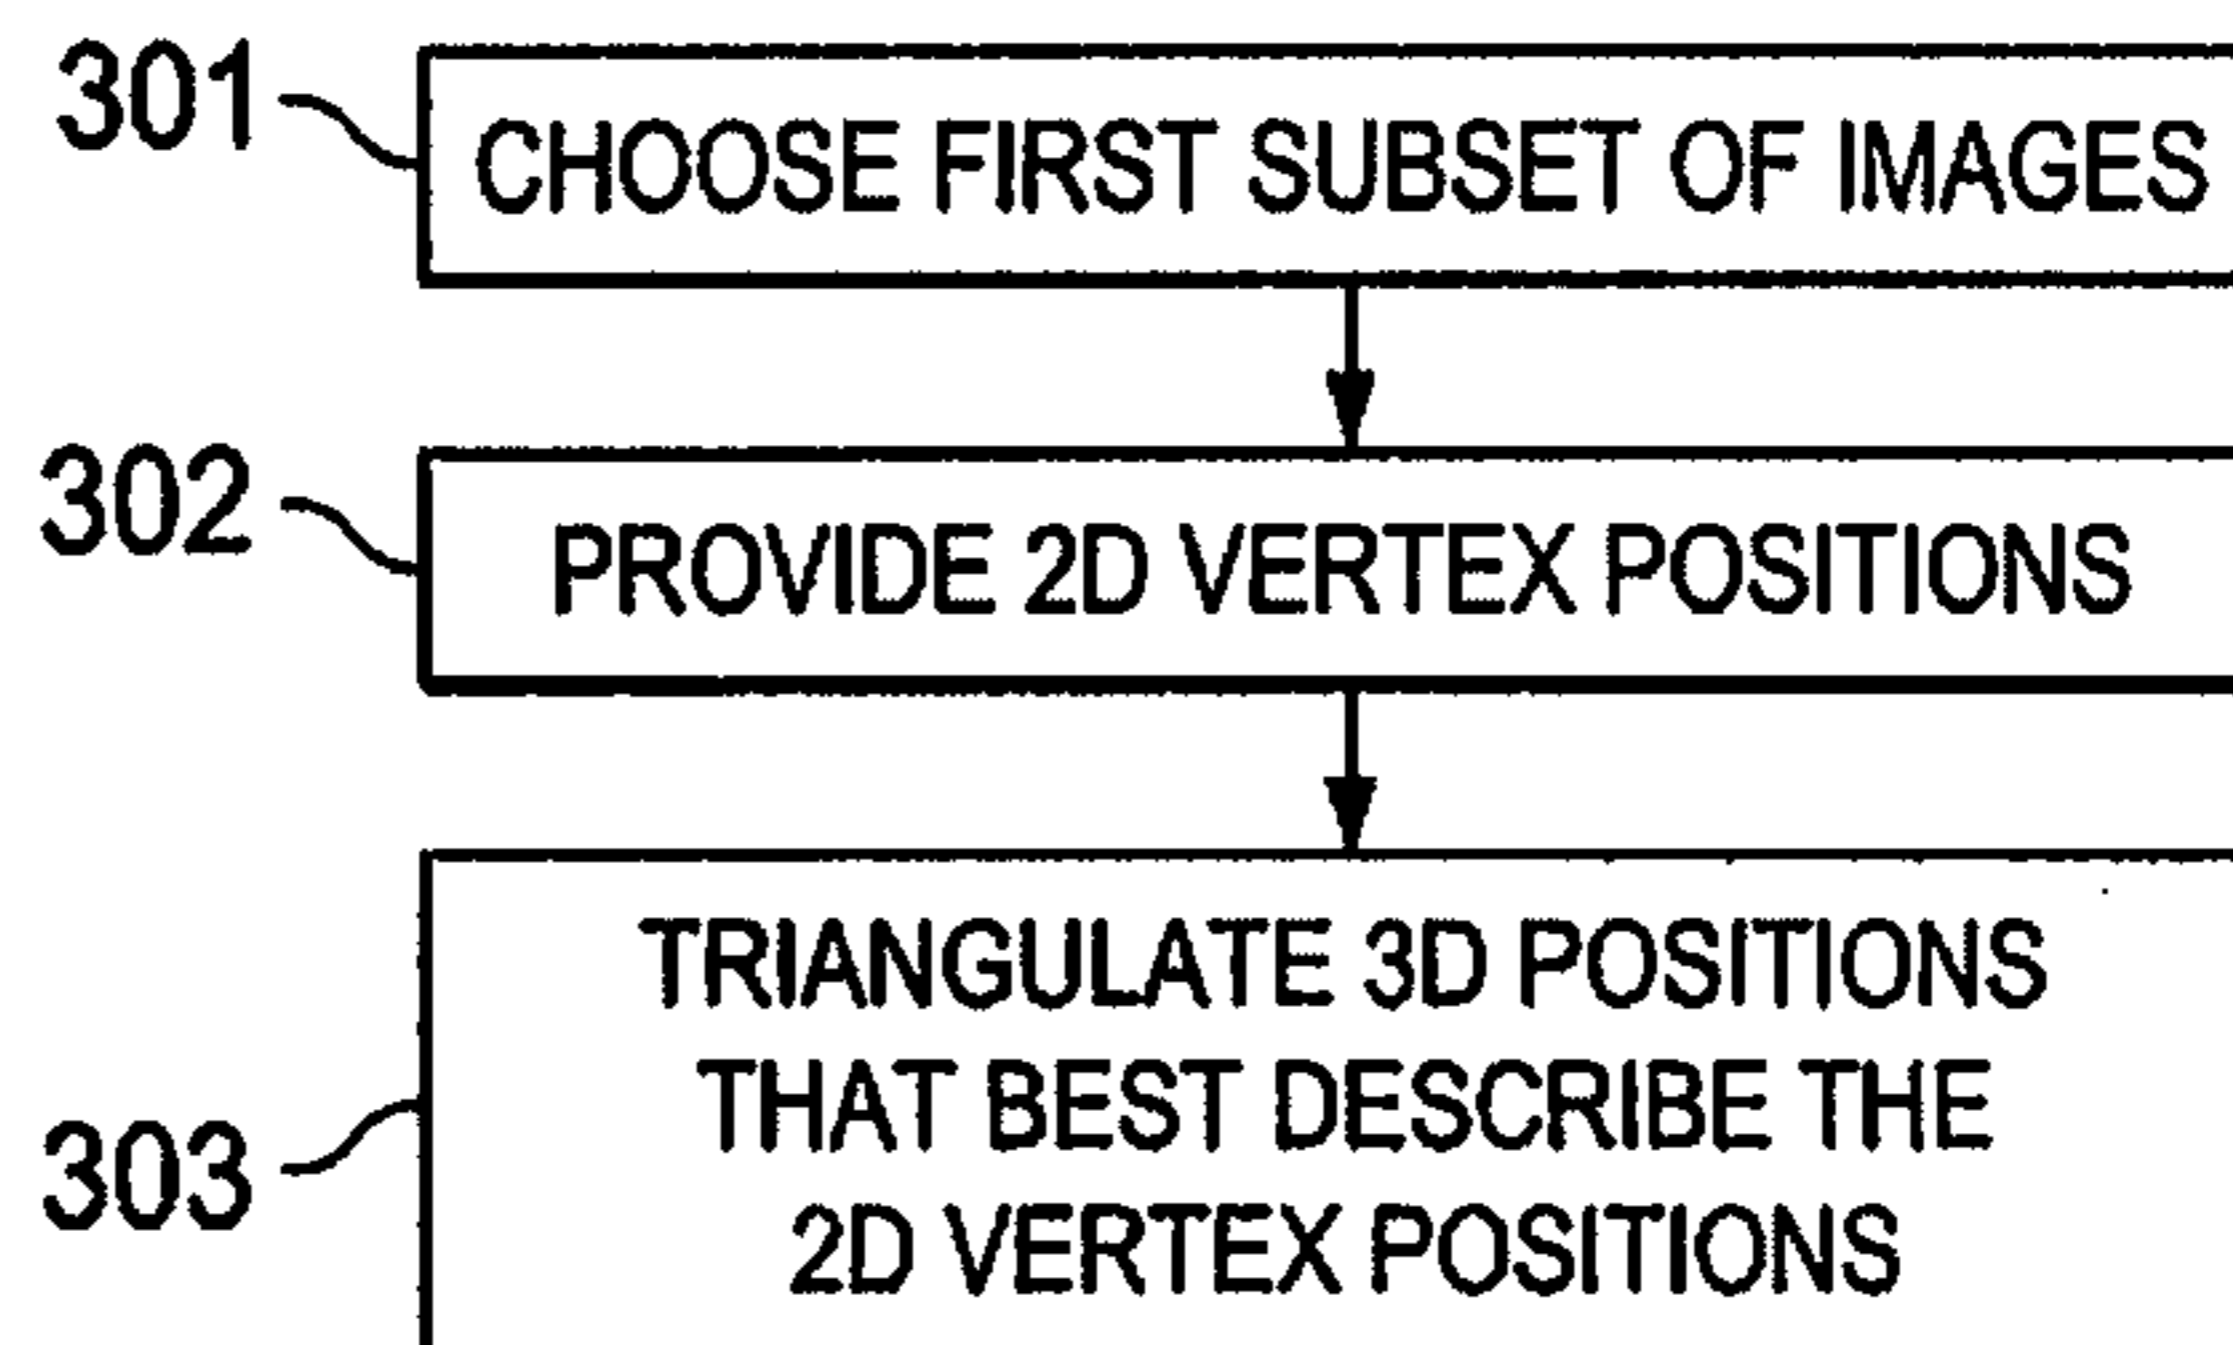 301
CHOOSE FIRST SUBSET OF IMAGES
302
PROVIDE 2D VERTEX POSITIONS
303
TRIANGULATE 3D POSITIONS
THAT BEST DESCRIBE THE
2D VERTEX POSITIONS